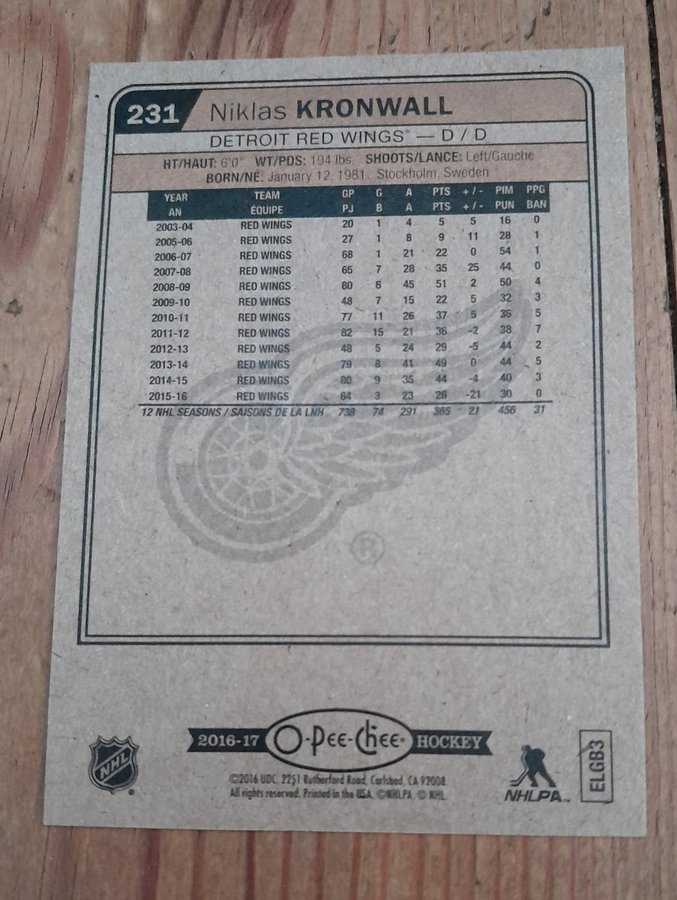 231 Niklas KRONWALL
DETROIT RED WINGS® — D / D
HT/HAUT: 6'0" WT/PDS: 194 lbs. SHOOTS/LANCE: Left/Gauche
BORN/NÉ: January 12, 1981 Stockholm, Sweden
YEAR TEAM GP G A PTS + / - PIM PPG
AN ÉQUIPE PJ B A PTS + / - PUN BAN
2003-04 RED WINGS 20 1 4 5 5 16 0
2005-06 RED WINGS 27 1 8 9 11 28 1
2006-07 RED WINGS 68 1 21 22 0 54 1
2007-08 RED WINGS 65 7 28 35 25 44 0
2008-09 RED WINGS 80 6 45 51 2 50 4
2009-10 RED WINGS 48 7 15 22 5 32 3
2010-11 RED WINGS 77 11 26 37 5 36 5
2011-12 RED WINGS 82 15 21 36 -2 38 7
2012-13 RED WINGS 48 5 24 29 -5 44 2
2013-14 RED WINGS 79 8 41 49 0 44 5
2014-15 RED WINGS 80 9 35 44 -4 40 3
2015-16 RED WINGS 64 3 23 26 -21 30 0
12 NHL SEASONS / SAISONS DE LA LNH 738 74 291 365 21 456 31
®
2016-17 O-Pee-Chee® HOCKEY
NHL
©2016 UDC. 2251 Rutherford Road, Carlsbad, CA 92008
All rights reserved. Printed in the USA. ©NHLPA. © NHL.
NHLPA™
ELGB3